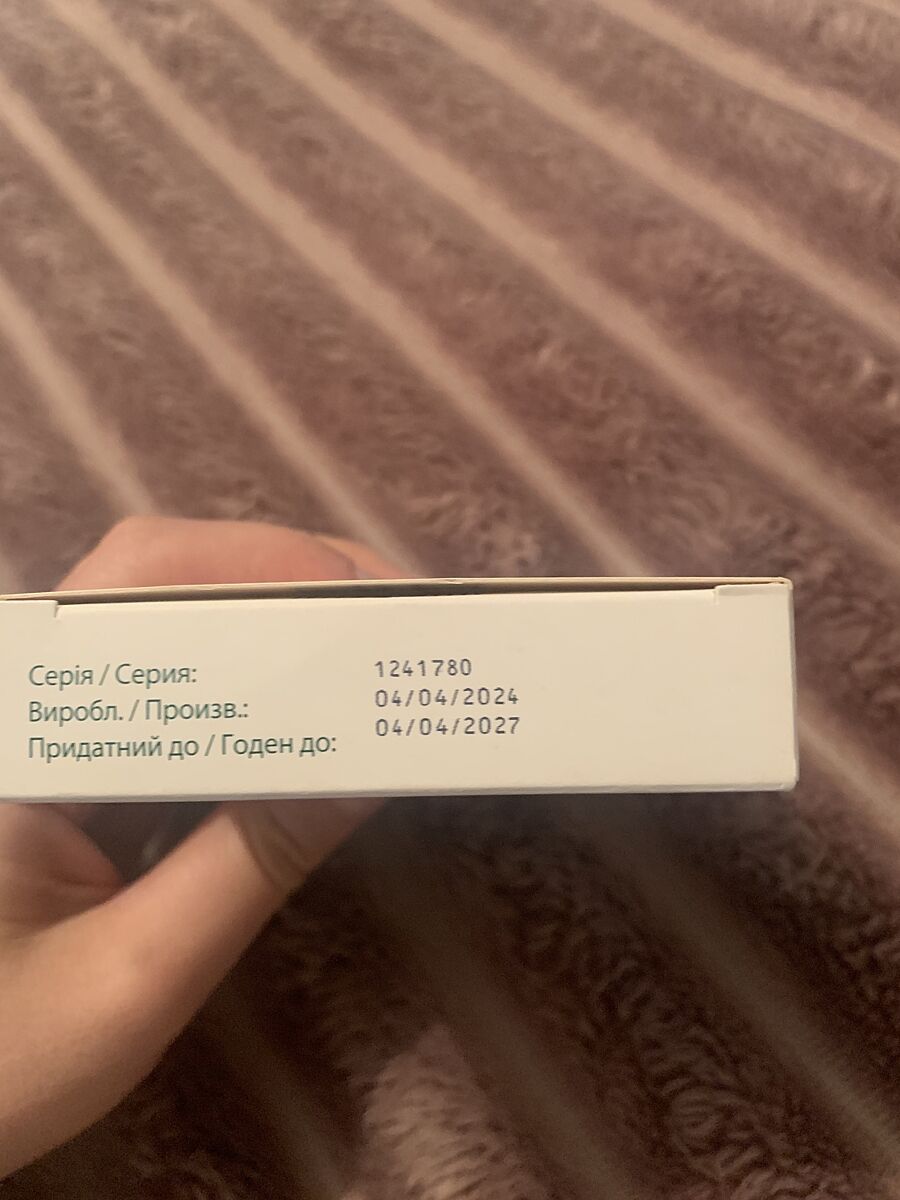 Серія / Серия: 1241780
Виробл. / Произв.: 04/04/2024
Придатний до / Годен до: 04/04/2027